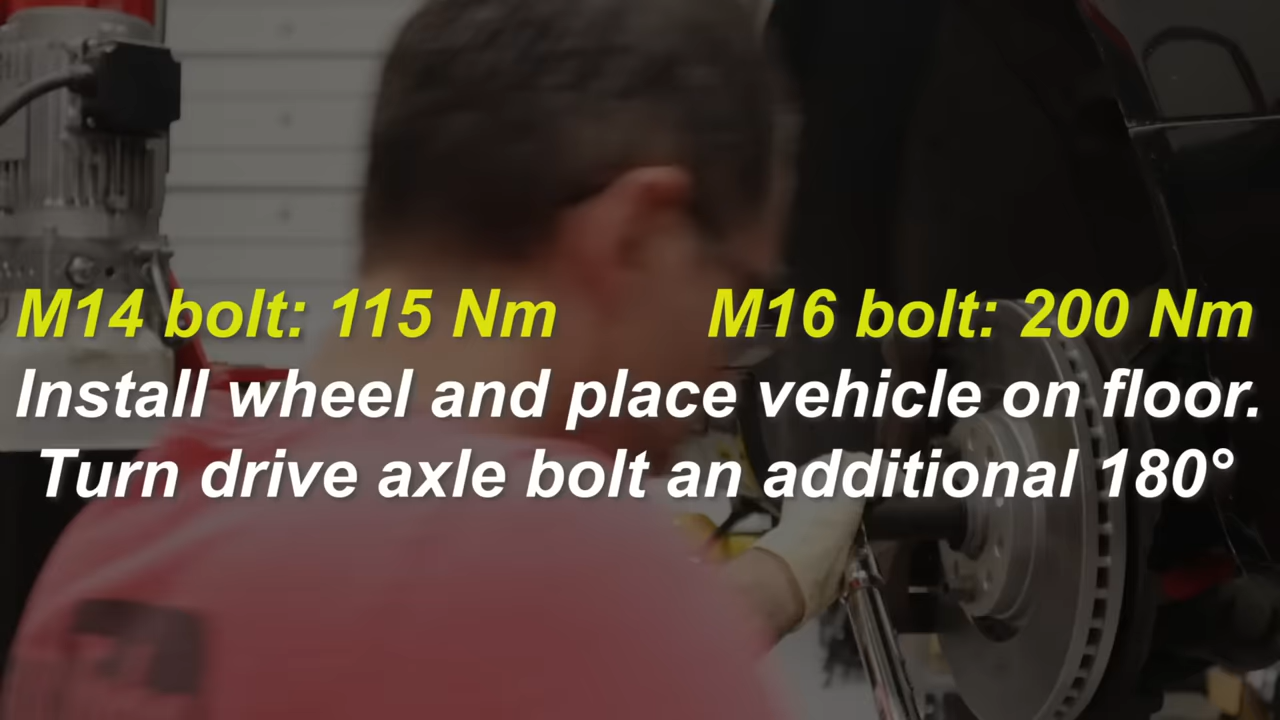 M14 bolt: 115 Nm M16 bolt: 200 Nm
Install wheel and place vehicle on floor.
Turn drive axle bolt an additional 180°